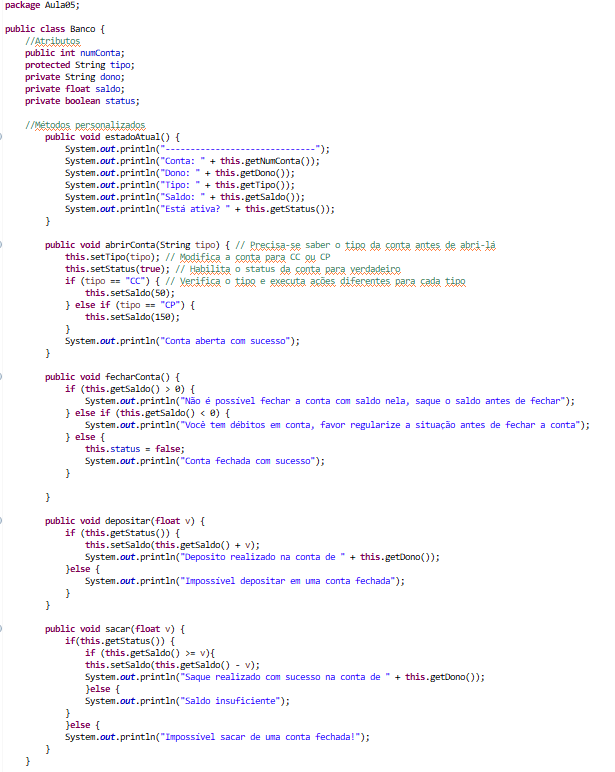 package Aula05;

public class Banco {
    //Atributos
    public int numConta;
    protected String tipo;
    private String dono;
    private float saldo;
    private boolean status;

    //Métodos personalizados
        public void estadoAtual() {
            System.out.println("------------------------------");
            System.out.println("Conta: " + this.getNumConta());
            System.out.println("Dono: " + this.getDono());
            System.out.println("Tipo: " + this.getTipo());
            System.out.println("Saldo: " + this.getSaldo());
            System.out.println("Está ativa? " + this.getStatus());
        }

        public void abrirConta(String tipo) { // Precisa-se saber o tipo da conta antes de abri-lá
            this.setTipo(tipo); // Modifica a conta para CC ou CP
            this.setStatus(true); // Habilita o status da conta para verdadeiro
            if (tipo == "CC") { // Verifica o tipo e executa ações diferentes para cada tipo
                this.setSaldo(50);
            } else if (tipo == "CP") {
                this.setSaldo(150);
            }
            System.out.println("Conta aberta com sucesso");
        }

        public void fecharConta() {
            if (this.getSaldo() > 0) {
                System.out.println("Não é possível fechar a conta com saldo nela, saque o saldo antes de fechar");
            } else if (this.getSaldo() < 0) {
                System.out.println("Você tem débitos em conta, favor regularize a situação antes de fechar a conta");
            } else {
                this.status = false;
                System.out.println("Conta fechada com sucesso");
            }

        }

        public void depositar(float v) {
            if (this.getStatus()) {
                this.setSaldo(this.getSaldo() + v);
                System.out.println("Deposito realizado na conta de " + this.getDono());
            }else {
                System.out.println("Impossível depositar em uma conta fechada");
            }
        }

        public void sacar(float v) {
            if(this.getStatus()) {
                if (this.getSaldo() >= v){
                this.setSaldo(this.getSaldo() - v);
                System.out.println("Saque realizado com sucesso na conta de " + this.getDono());
                }else {
                System.out.println("Saldo insuficiente");
            }
            }else {
            System.out.println("Impossível sacar de uma conta fechada!");
        }
    }